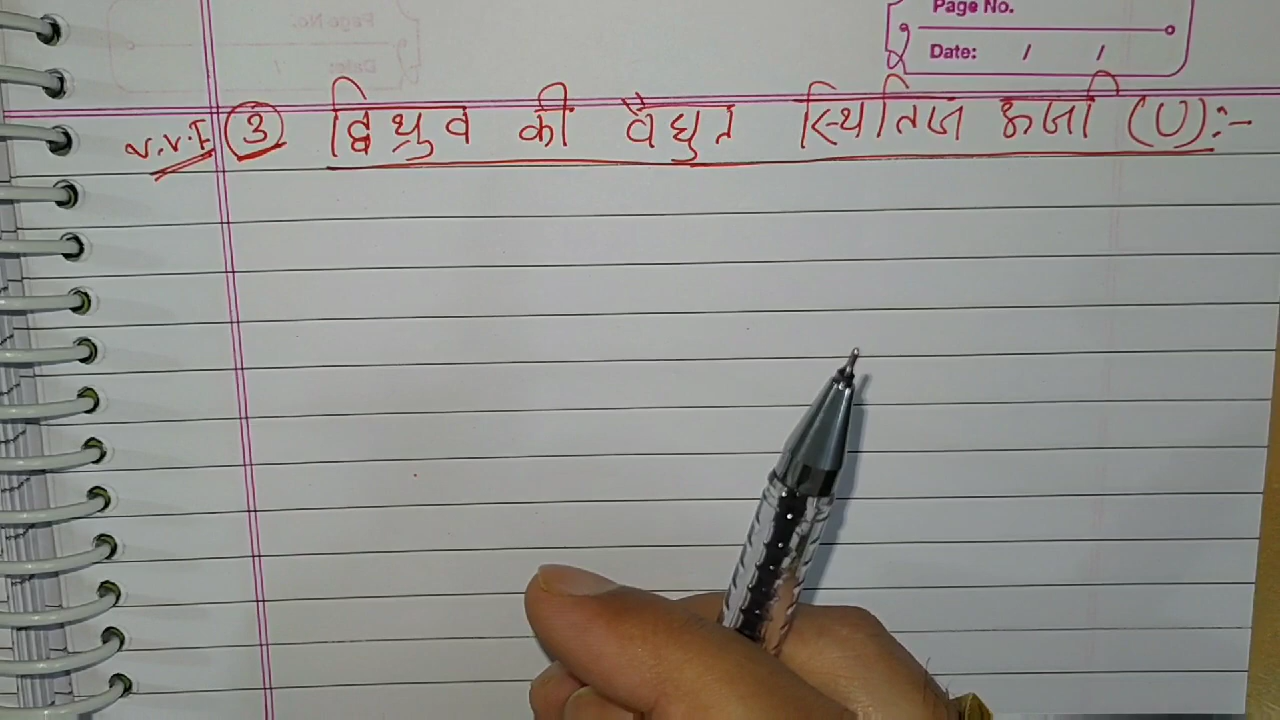 Page No.
Date: / /
v.v.I ③ द्विध्रुव की वैद्युत स्थितिज ऊर्जा (U):-